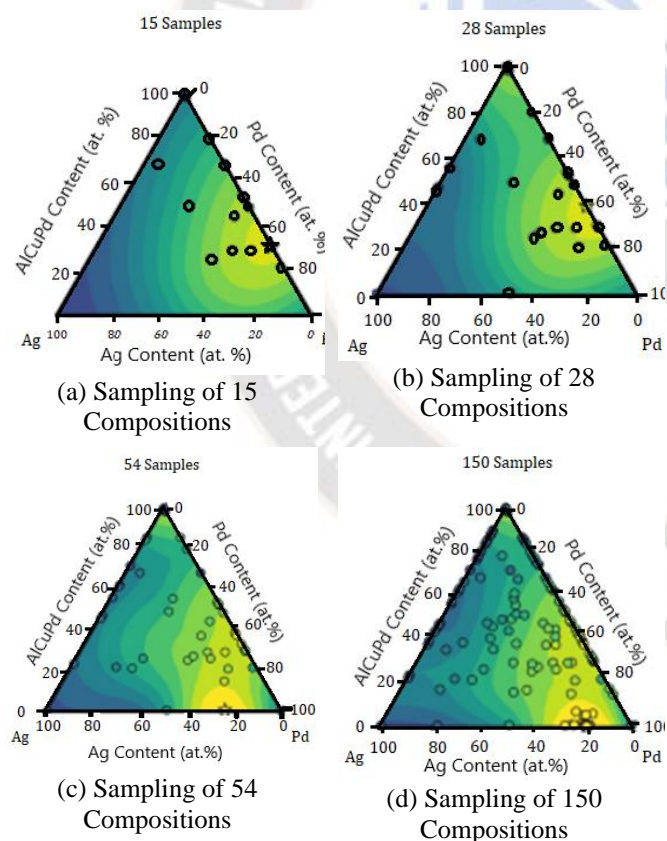 15 Samples
100
0
80
20
60
40
40
60
20
80
AlCuPd Content (at. %)
Pd Content (at. %)
100
80
60
40
20
0
Ag
Ag Content (at. %)
(a) Sampling of 15
Compositions
28 Samples
100
0
80
20
60
40
40
60
20
80
0
AlCuPd Content (at. %)
Pd Content (at.%)
100
80
60
40
20
0
Ag
Ag Content (at. %)
Pd
(b) Sampling of 28
Compositions
54 Samples
100
0
80
20
60
40
40
60
20
80
0
100
AlCuPd Content (at.%)
Pd Content (at.%)
100
80
60
40
20
0
Ag
Ag Content (at.%)
Pd
(c) Sampling of 54
Compositions
150 Samples
100
0
80
20
60
40
40
60
20
80
0
AlCuPd Content (at.%)
Pd Content (at.%)
100
80
60
40
20
0
Ag
Ag Content (at.%)
Pd
(d) Sampling of 150
Compositions